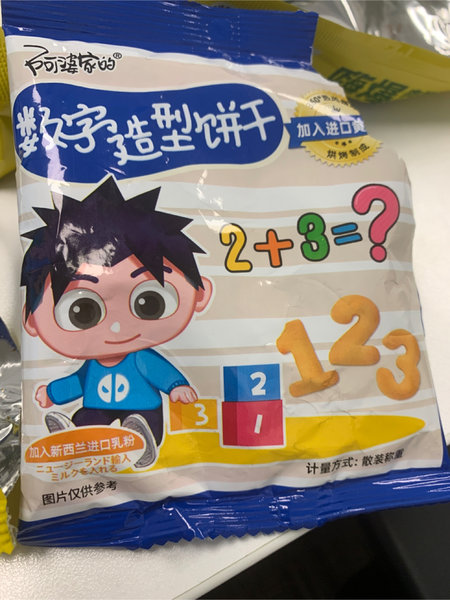 阿婆家的®
数字造型饼干
加入进口
烘烤制成
2+3=?
123
2
3
1
加入新西兰进口乳粉
ニュージーランド輸入
ミルクを入れる
图片仅供参考
计量方式：散装称重